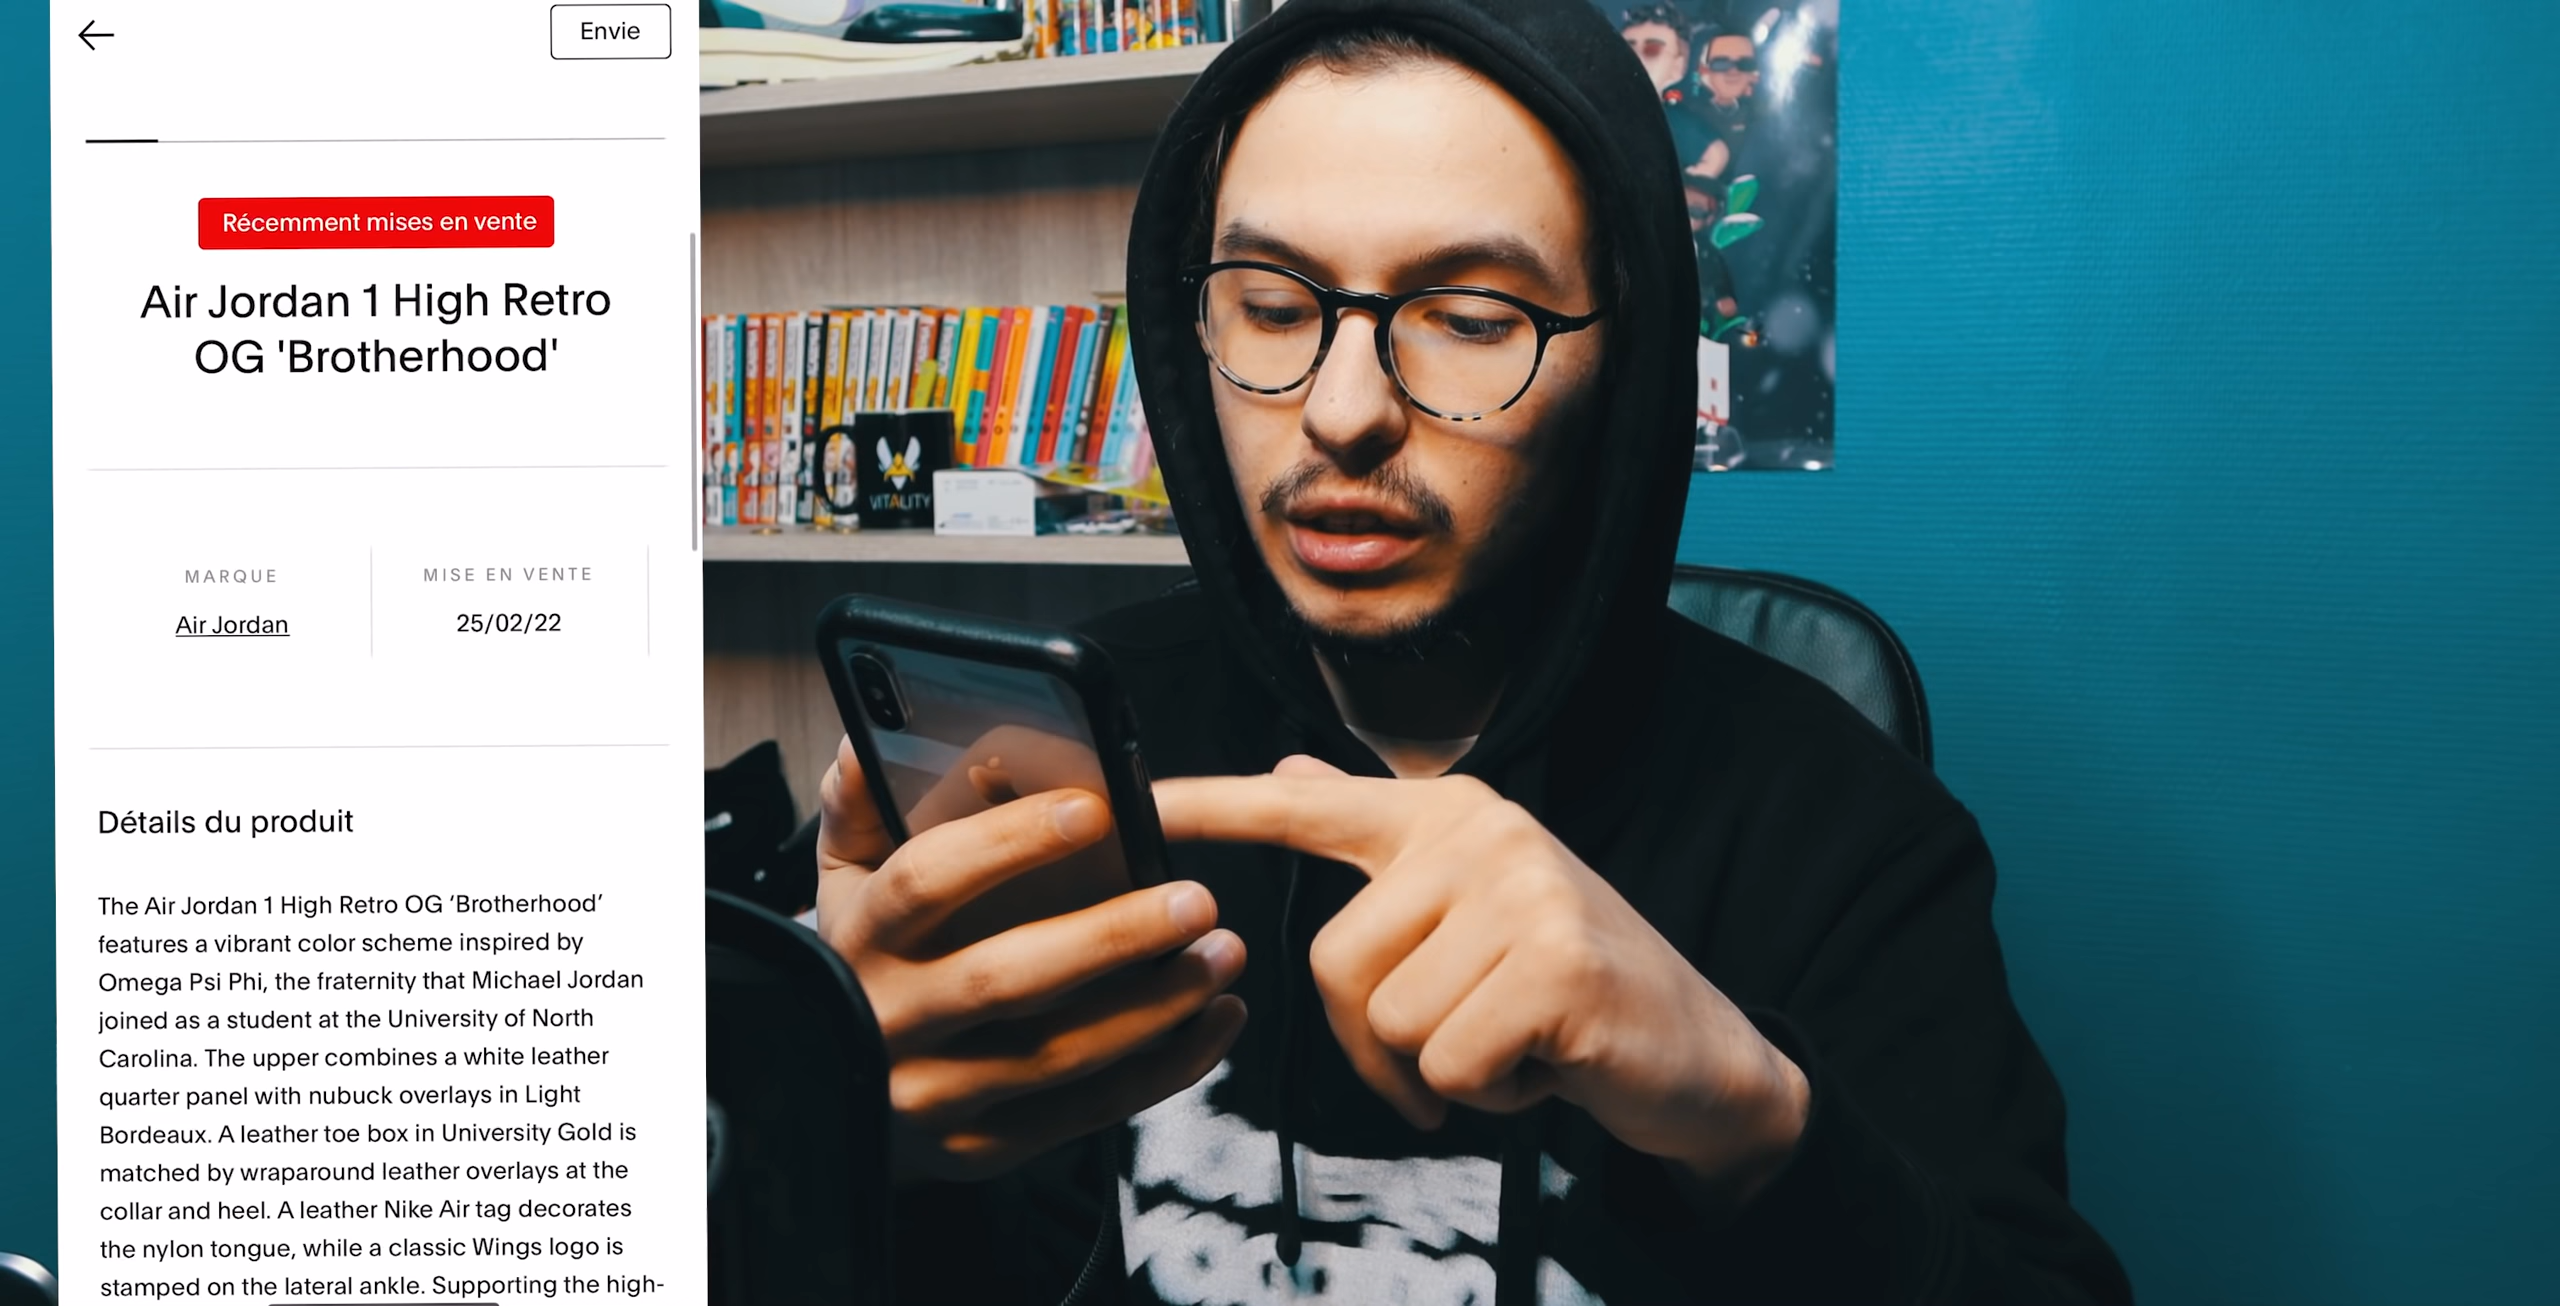 Envie
Récemment mises en vente
Air Jordan 1 High Retro
OG 'Brotherhood'
MARQUE
MISE EN VENTE
Air Jordan
25/02/22
Détails du produit
The Air Jordan 1 High Retro OG ‘Brotherhood’
features a vibrant color scheme inspired by
Omega Psi Phi, the fraternity that Michael Jordan
joined as a student at the University of North
Carolina. The upper combines a white leather
quarter panel with nubuck overlays in Light
Bordeaux. A leather toe box in University Gold is
matched by wraparound leather overlays at the
collar and heel. A leather Nike Air tag decorates
the nylon tongue, while a classic Wings logo is
stamped on the lateral ankle. Supporting the high-
VITALITY